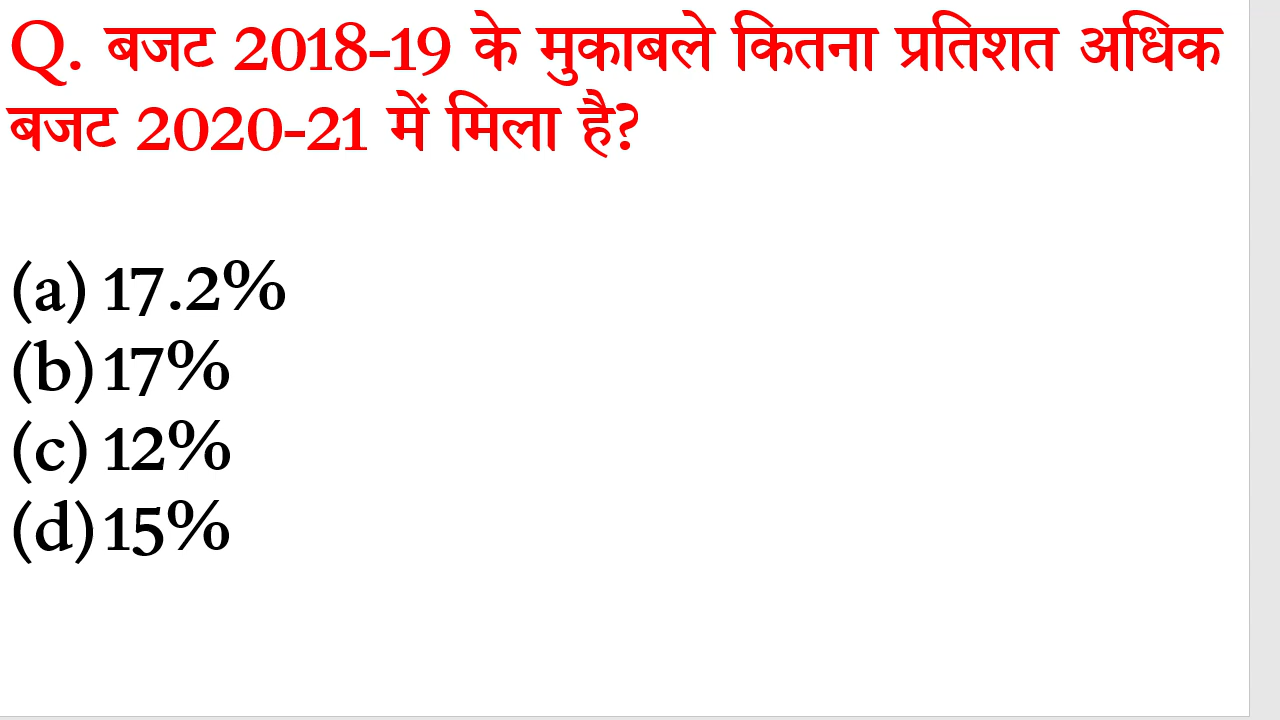 Q. बजट 2018-19 के मुकाबले कितना प्रतिशत अधिक
बजट 2020-21 में मिला है?
(a) 17.2%
(b) 17%
(c) 12%
(d) 15%